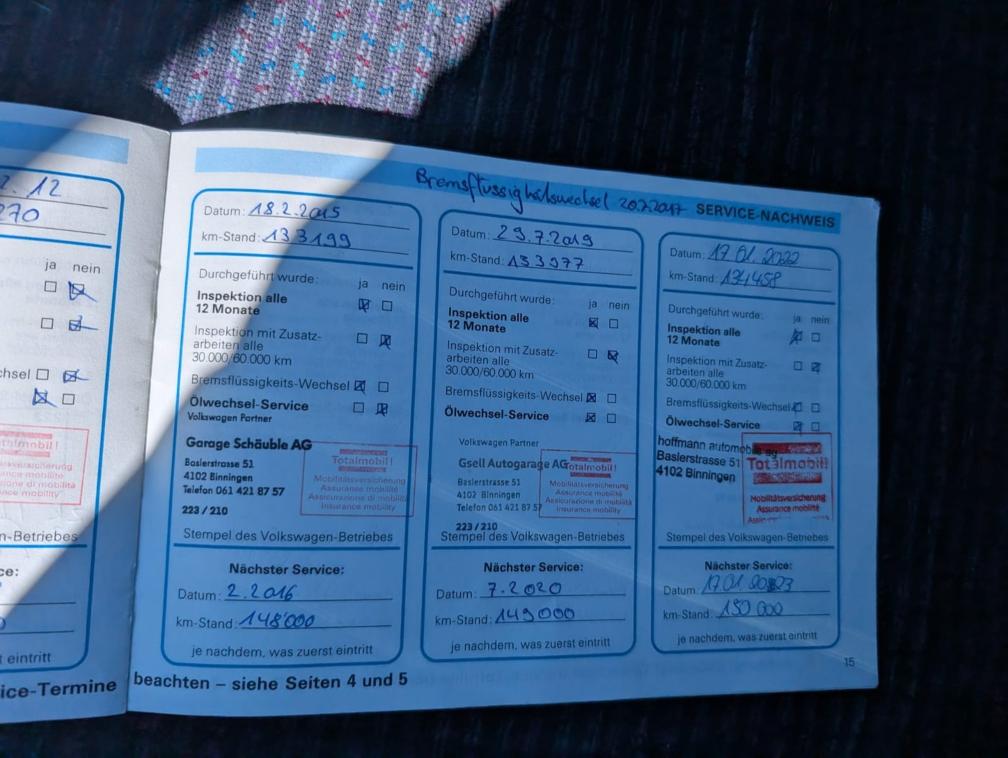 2.12
270
ja nein
chsel
Totalmobil!
n-Betriebes
ce:
t eintritt
ice-Termine
Bremsflüssigkeitswechsel 20.7.2017 SERVICE-NACHWEIS
Datum: 18.2.2015
km-Stand: 133199
Durchgeführt wurde: ja nein
Inspektion alle
12 Monate
Inspektion mit Zusatz-
arbeiten alle
30.000/60.000 km
Bremsflüssigkeits-Wechsel
Ölwechsel-Service
Volkswagen Partner
Garage Schäuble AG
Baslerstrasse 51
4102 Binningen
Telefon 061 421 87 57
223 / 210
Totalmobil!
Mobilitätsversicherung
Assurance mobilité
Assicurazione di mobilità
Insurance mobility
Stempel des Volkswagen-Betriebes
Nächster Service:
Datum: 2.2016
km-Stand: 148'000
je nachdem, was zuerst eintritt
Datum: 29.7.2019
km-Stand: 133977
Durchgeführt wurde: ja nein
Inspektion alle
12 Monate
Inspektion mit Zusatz-
arbeiten alle
30.000/60.000 km
Bremsflüssigkeits-Wechsel
Ölwechsel-Service
Volkswagen Partner
Gsell Autogarage AG
Baslerstrasse 51
4102 Binningen
Telefon 061 421 87 57
223 / 210
Totalmobil!
Mobilitätsversicherung
Assurance mobilité
Assicurazione di mobilità
Insurance mobility
Stempel des Volkswagen-Betriebes
Nächster Service:
Datum: 7.2020
km-Stand: 149000
je nachdem, was zuerst eintritt
Datum: 17.01.2022
km-Stand: 134458
Durchgeführt wurde: ja nein
Inspektion alle
12 Monate
Inspektion mit Zusatz-
arbeiten alle
30.000/60.000 km
Bremsflüssigkeits-Wechsel
Ölwechsel-Service
hoffmann automobile ag
Baslerstrasse 51
4102 Binningen
Totalmobil!
Mobilitätsversicherung
Assurance mobilité
Stempel des Volkswagen-Betriebes
Nächster Service:
Datum: 17.01.2023
km-Stand: 150 000
je nachdem, was zuerst eintritt
15
beachten – siehe Seiten 4 und 5